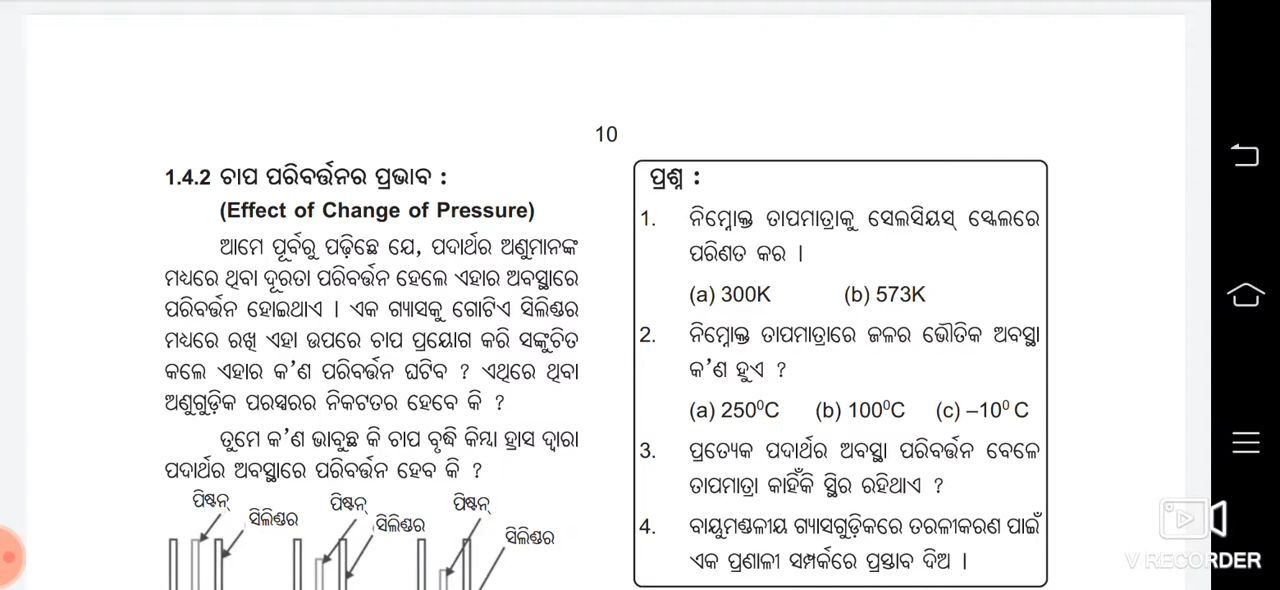 10
1.4.2 ଚାପ ପରିବର୍ତ୍ତନର ପ୍ରଭାବ :
(Effect of Change of Pressure)
ଆମେ ପୂର୍ବରୁ ପଢ଼ିଛେ ଯେ, ପଦାର୍ଥର ଅଣୁମାନଙ୍କ
ମଧ୍ୟରେ ଥିବା ଦୂରତା ପରିବର୍ତ୍ତନ ହେଲେ ଏହାର ଅବସ୍ଥାରେ
ପରିବର୍ତ୍ତନ ହୋଇଥାଏ । ଏକ ଗ୍ୟାସକୁ ଗୋଟିଏ ସିଲିଣ୍ଡର
ମଧ୍ୟରେ ରଖି ଏହା ଉପରେ ଚାପ ପ୍ରୟୋଗ କରି ସଙ୍କୁଚିତ
କଲେ ଏହାର କ’ଣ ପରିବର୍ତ୍ତନ ଘଟିବ ? ଏଥିରେ ଥିବା
ଅଣୁଗୁଡ଼ିକ ପରସ୍ପରର ନିକଟତର ହେବେ କି ?
ତୁମେ କ’ଣ ଭାବୁଛ କି ଚାପ ବୃଦ୍ଧି କିମ୍ବା ହ୍ରାସ ଦ୍ୱାରା
ପଦାର୍ଥର ଅବସ୍ଥାରେ ପରିବର୍ତ୍ତନ ହେବ କି ?
ପିଷ୍ଟନ୍ ପିଷ୍ଟନ୍ ପିଷ୍ଟନ୍
ସିଲିଣ୍ଡର ସିଲିଣ୍ଡର ସିଲିଣ୍ଡର
ପ୍ରଶ୍ନ :
1. ନିମ୍ନୋକ୍ତ ତାପମାତ୍ରାକୁ ସେଲସିୟସ୍ ସ୍କେଲରେ
ପରିଣତ କର ।
(a) 300K (b) 573K
2. ନିମ୍ନୋକ୍ତ ତାପମାତ୍ରାରେ ଜଳର ଭୌତିକ ଅବସ୍ଥା
କ’ଣ ହୁଏ ?
(a) 250⁰C (b) 100⁰C (c) –10⁰ C
3. ପ୍ରତ୍ୟେକ ପଦାର୍ଥର ଅବସ୍ଥା ପରିବର୍ତ୍ତନ ବେଳେ
ତାପମାତ୍ରା କାହିଁକି ସ୍ଥିର ରହିଥାଏ ?
4. ବାୟୁମଣ୍ଡଳୀୟ ଗ୍ୟାସଗୁଡ଼ିକରେ ତରଳୀକରଣ ପାଇଁ
ଏକ ପ୍ରଣାଳୀ ସମ୍ପର୍କରେ ପ୍ରସ୍ତାବ ଦିଅ ।
V RECORDER